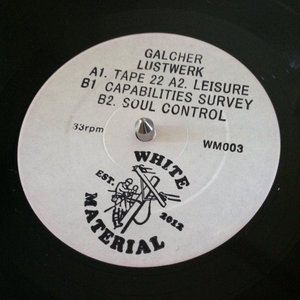 GALCHER
LUSTWERK
A1. TAPE 22 A2. LEISURE
B1 CAPABILITIES SURVEY
B2. SOUL CONTROL
33rpm
WM003
WHITE
EST. 2012
MATERIAL